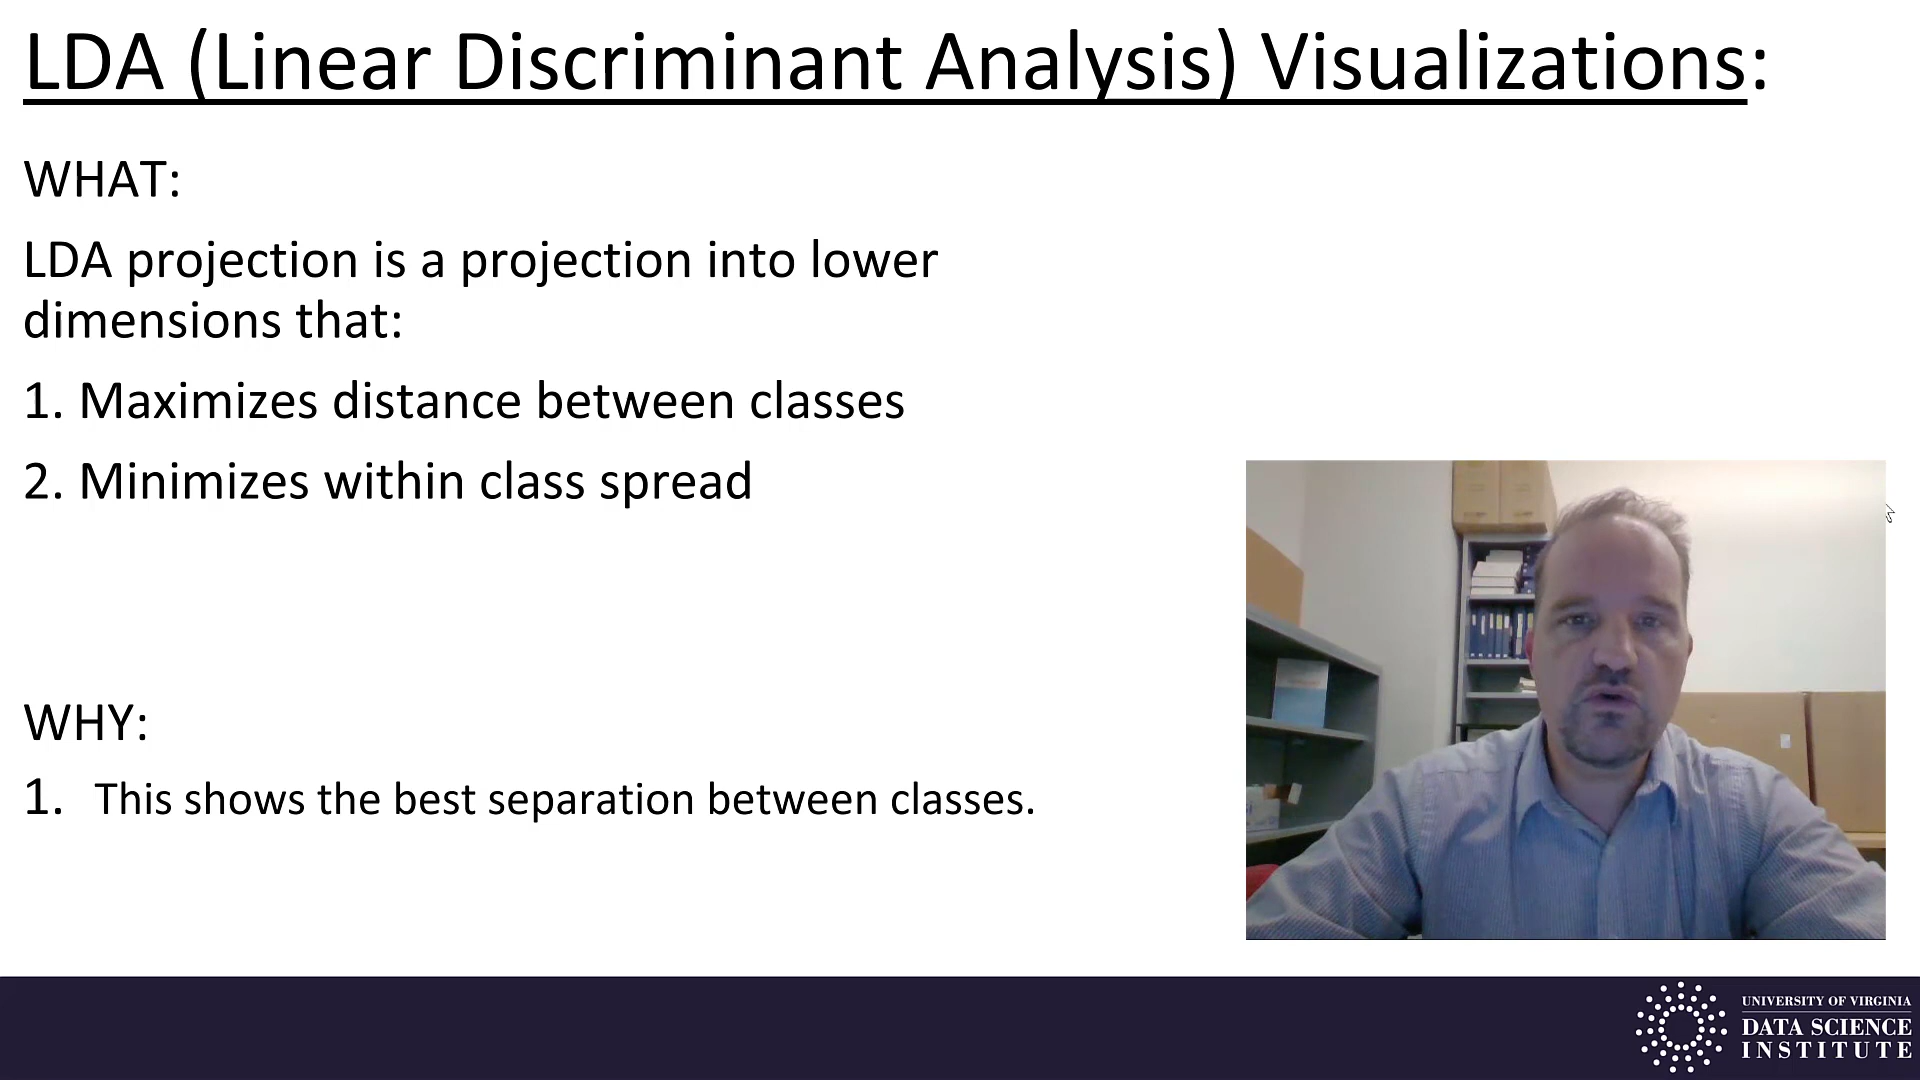 LDA (Linear Discriminant Analysis) Visualizations:
WHAT:
LDA projection is a projection into lower
dimensions that:
1. Maximizes distance between classes
2. Minimizes within class spread
WHY:
1. This shows the best separation between classes.
UNIVERSITY OF VIRGINIA
DATA SCIENCE
INSTITUTE